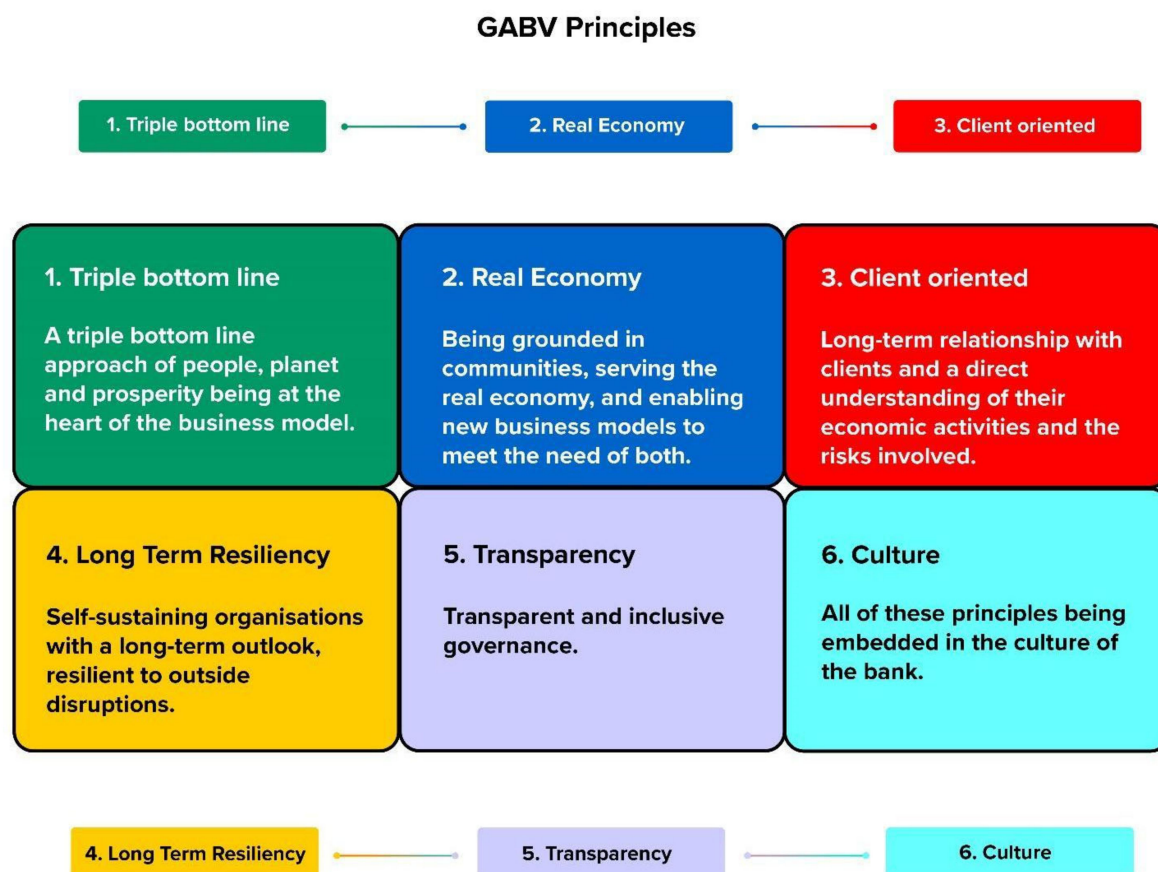 GABV Principles
1. Triple bottom line
2. Real Economy
3. Client oriented
1. Triple bottom line
A triple bottom line
approach of people, planet
and prosperity being at the
heart of the business model.
2. Real Economy
Being grounded in
communities, serving the
real economy, and enabling
new business models to
meet the need of both.
3. Client oriented
Long-term relationship with
clients and a direct
understanding of their
economic activities and the
risks involved.
4. Long Term Resiliency
Self-sustaining organisations
with a long-term outlook,
resilient to outside
disruptions.
5. Transparency
Transparent and inclusive
governance.
6. Culture
All of these principles being
embedded in the culture of
the bank.
4. Long Term Resiliency
5. Transparency
6. Culture